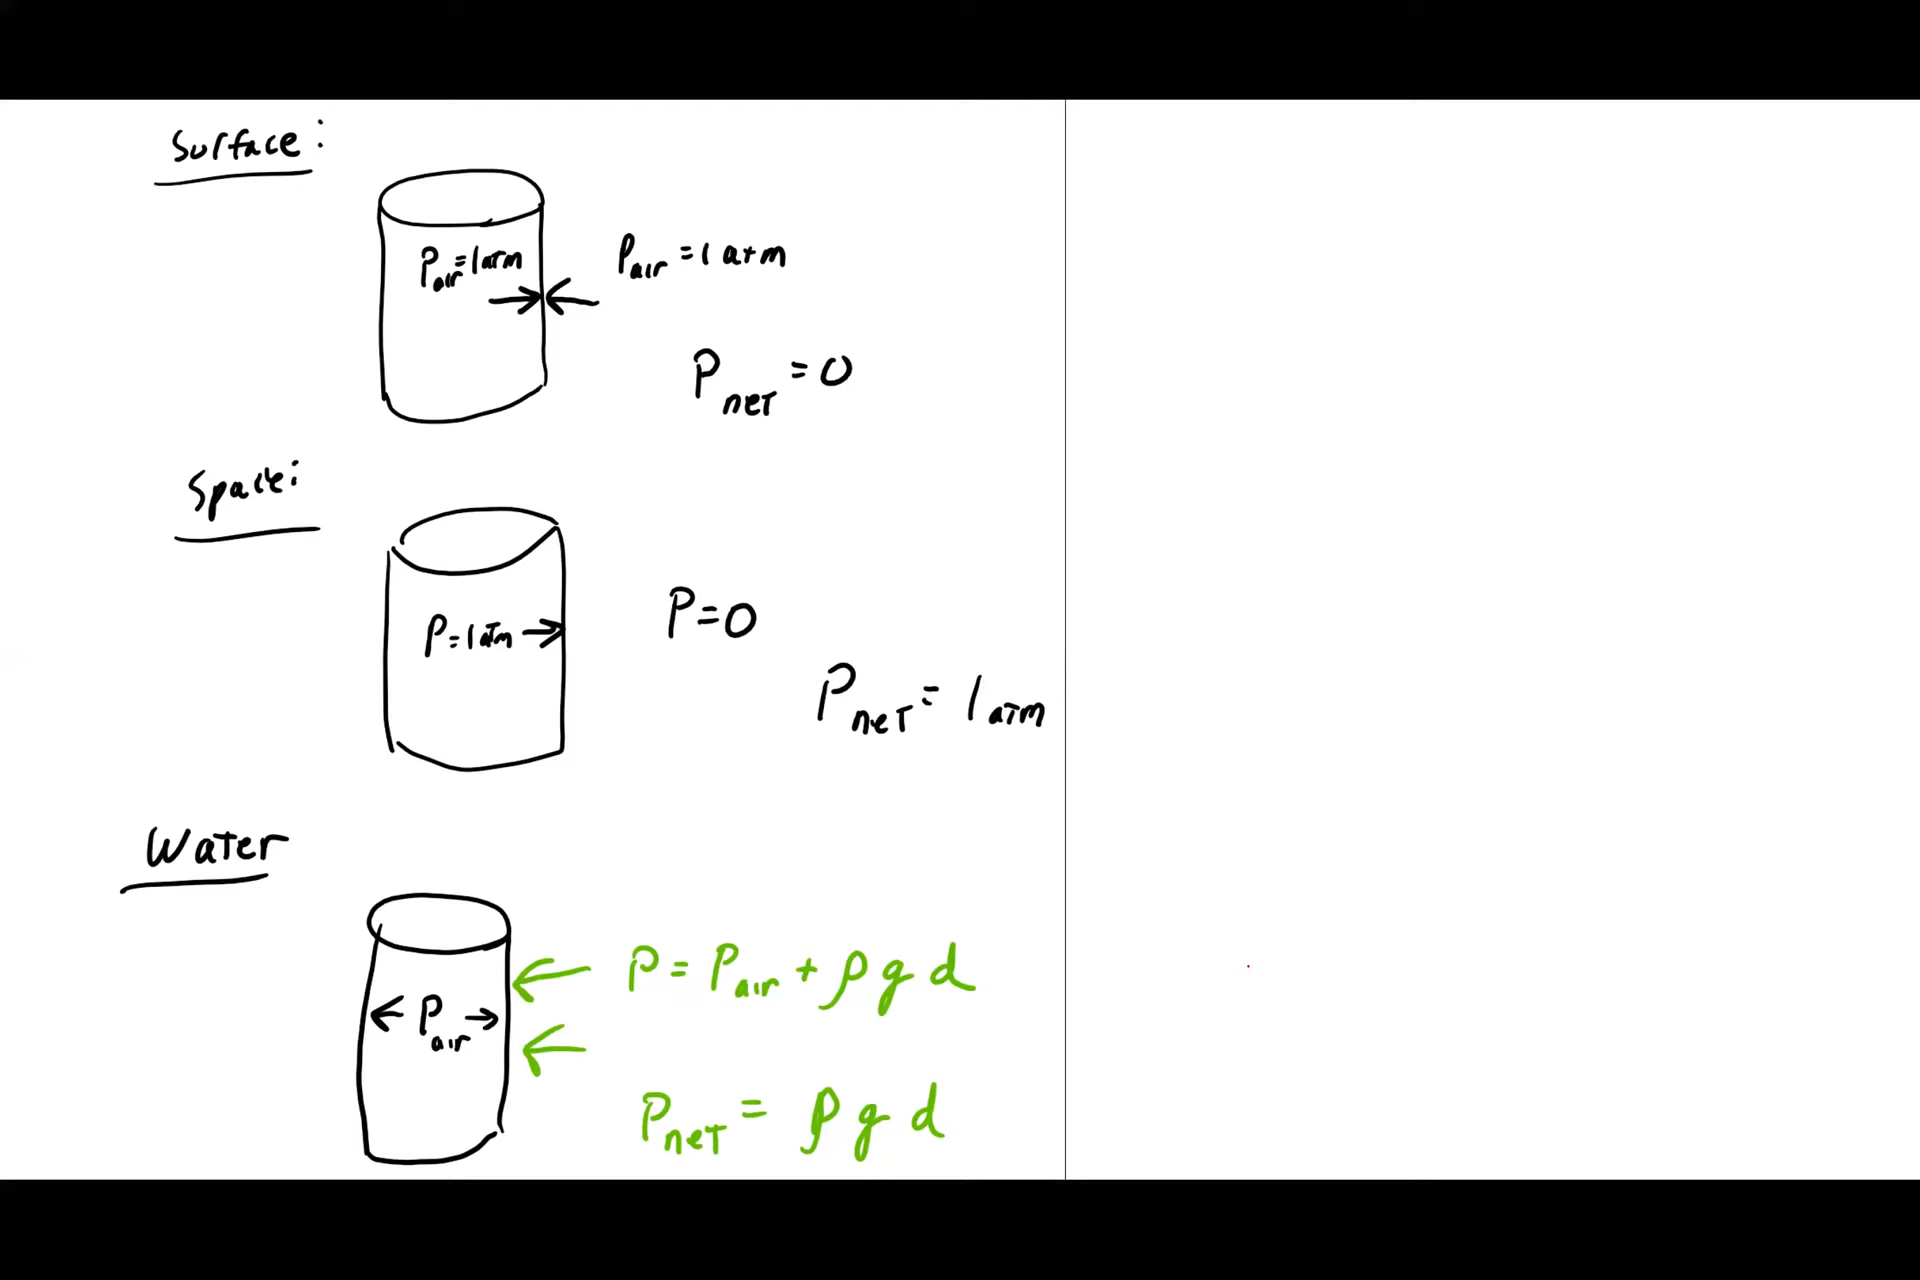 Surface:
P_air = 1 atm
P_air = 1 atm
P_net = 0
Space:
P = 1 atm
P = 0
P_net = 1 atm
Water
P = P_air + ρ g d
P_air
P_net = ρ g d